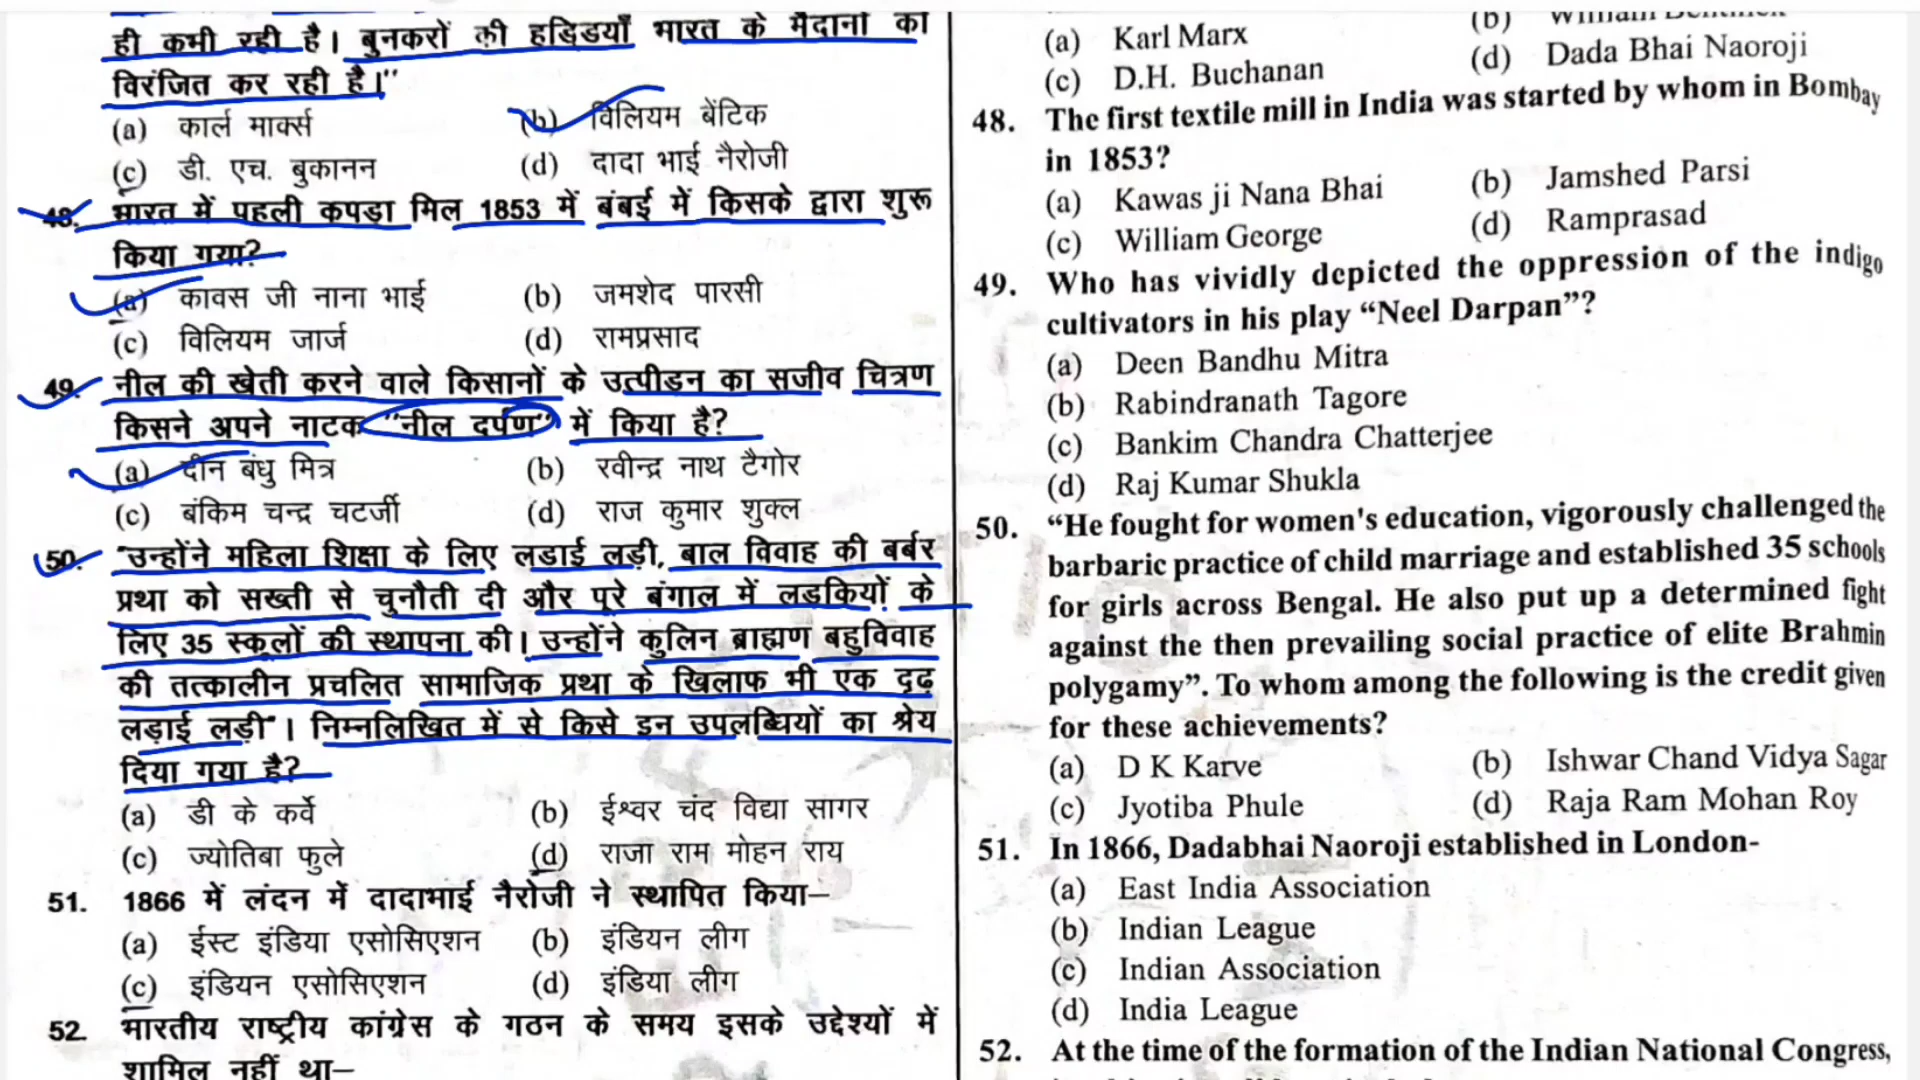 ही कमी रही है। बुनकरों की हड्डियाँ भारत के मैदानों को
विरंजित कर रही है।"
(a) कार्ल मार्क्स (b) विलियम बेंटिक
(c) डी. एच. बुकानन (d) दादा भाई नैरोजी
48. भारत में पहली कपड़ा मिल 1853 में बंबई में किसके द्वारा शुरू
किया गया?
(a) कावस जी नाना भाई (b) जमशेद पारसी
(c) विलियम जार्ज (d) रामप्रसाद
49. नील की खेती करने वाले किसानों के उत्पीडन का सजीव चित्रण
किसने अपने नाटक "नील दर्पण" में किया है?
(a) दीन बंधु मित्र (b) रवीन्द्र नाथ टैगोर
(c) बंकिम चन्द्र चटर्जी (d) राज कुमार शुक्ल
50. "उन्होंने महिला शिक्षा के लिए लडाई लड़ी, बाल विवाह की बर्बर
प्रथा को सख्ती से चुनौती दी और पूरे बंगाल में लडकियों के
लिए 35 स्कूलों की स्थापना की। उन्होंने कुलिन ब्राह्मण बहुविवाह
की तत्कालीन प्रचलित सामाजिक प्रथा के खिलाफ भी एक दृढ
लड़ाई लड़ी"। निम्नलिखित में से किसे इन उपलब्धियों का श्रेय
दिया गया है?
(a) डी के कर्वे (b) ईश्वर चंद विद्या सागर
(c) ज्योतिबा फुले (d) राजा राम मोहन राय
51. 1866 में लंदन में दादाभाई नैरोजी ने स्थापित किया–
(a) ईस्ट इंडिया एसोसिएशन (b) इंडियन लीग
(c) इंडियन एसोसिएशन (d) इंडिया लीग
52. भारतीय राष्ट्रीय कांग्रेस के गठन के समय इसके उद्देश्यों में
शामिल नहीं था–
(a) Karl Marx (b) William Bentinck
(c) D.H. Buchanan (d) Dada Bhai Naoroji
48. The first textile mill in India was started by whom in Bombay
in 1853?
(a) Kawas ji Nana Bhai (b) Jamshed Parsi
(c) William George (d) Ramprasad
49. Who has vividly depicted the oppression of the indigo
cultivators in his play “Neel Darpan”?
(a) Deen Bandhu Mitra
(b) Rabindranath Tagore
(c) Bankim Chandra Chatterjee
(d) Raj Kumar Shukla
50. “He fought for women's education, vigorously challenged the
barbaric practice of child marriage and established 35 schools
for girls across Bengal. He also put up a determined fight
against the then prevailing social practice of elite Brahmin
polygamy”. To whom among the following is the credit given
for these achievements?
(a) D K Karve (b) Ishwar Chand Vidya Sagar
(c) Jyotiba Phule (d) Raja Ram Mohan Roy
51. In 1866, Dadabhai Naoroji established in London-
(a) East India Association
(b) Indian League
(c) Indian Association
(d) India League
52. At the time of the formation of the Indian National Congress,